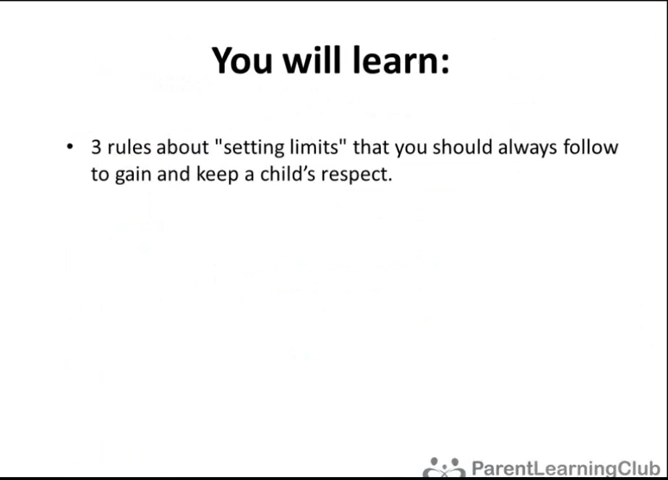 You will learn:
• 3 rules about "setting limits" that you should always follow
to gain and keep a child’s respect.
ParentLearningClub